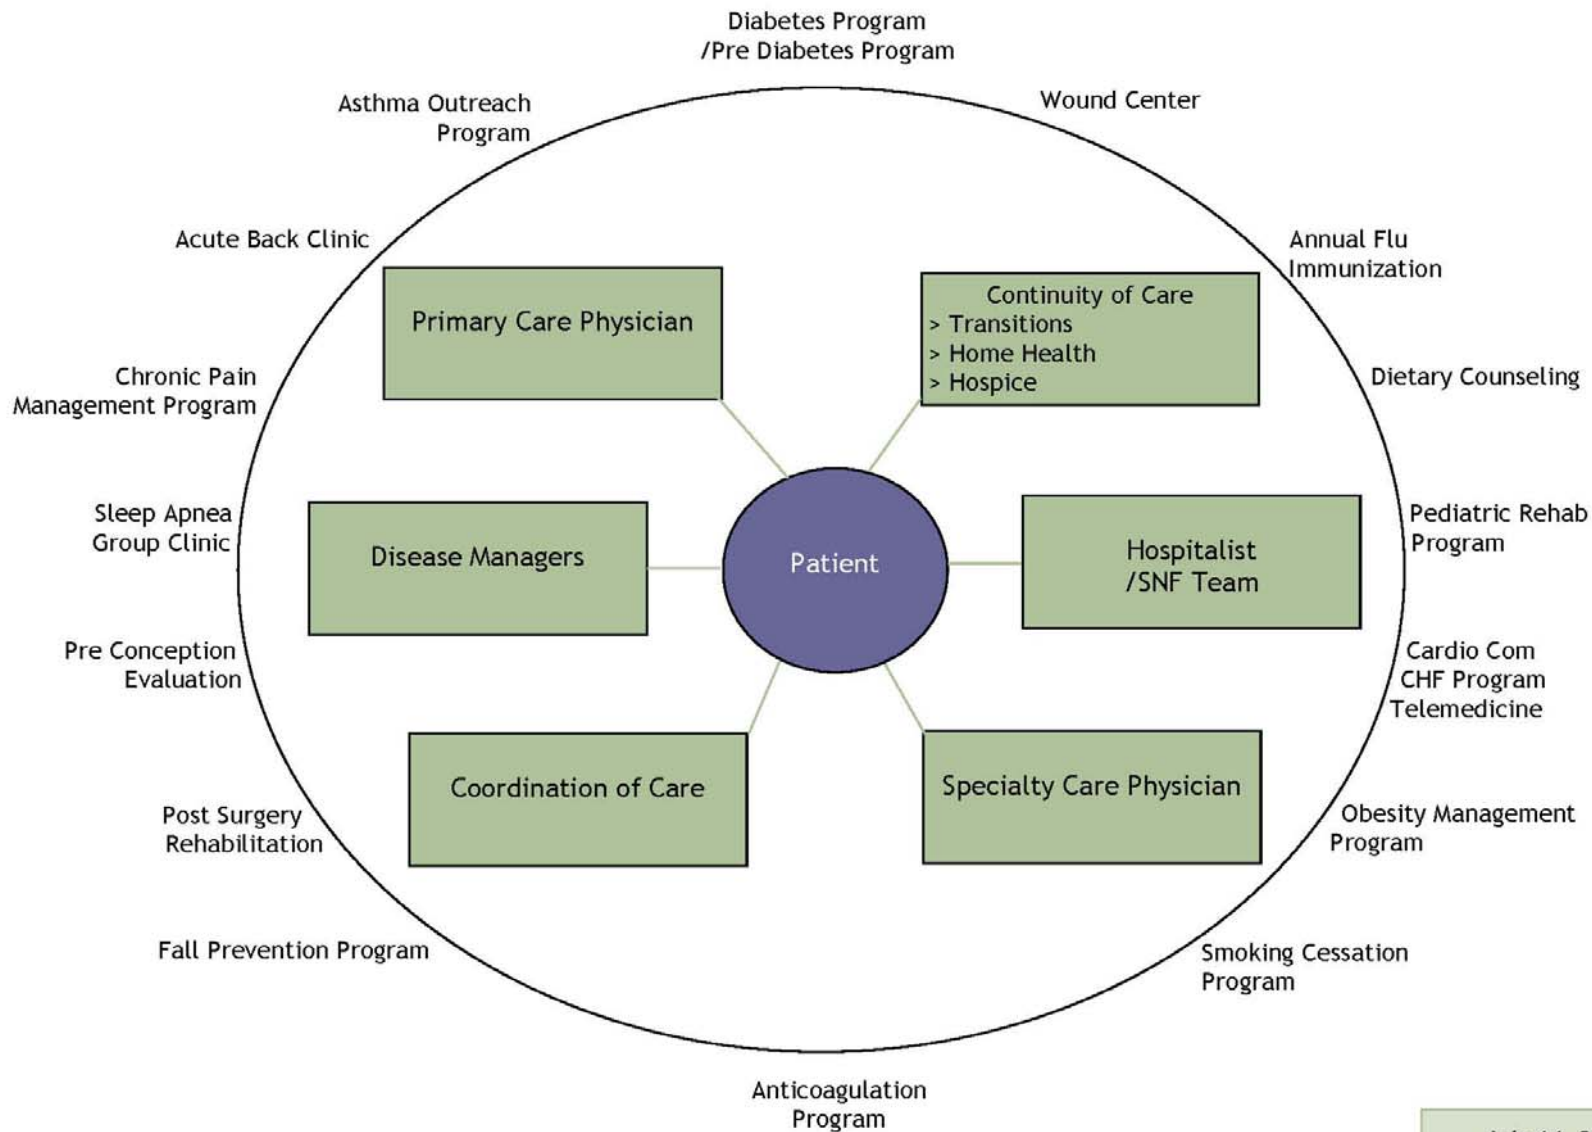 Diabetes Program
/Pre Diabetes Program
Asthma Outreach
Program
Wound Center
Acute Back Clinic
Annual Flu
Immunization
Primary Care Physician
Continuity of Care
> Transitions
> Home Health
> Hospice
Chronic Pain
Management Program
Dietary Counseling
Sleep Apnea
Group Clinic
Disease Managers
Patient
Hospitalist
/SNF Team
Pediatric Rehab
Program
Pre Conception
Evaluation
Cardio Com
CHF Program
Telemedicine
Coordination of Care
Specialty Care Physician
Post Surgery
Rehabilitation
Obesity Management
Program
Fall Prevention Program
Smoking Cessation
Program
Anticoagulation
Program